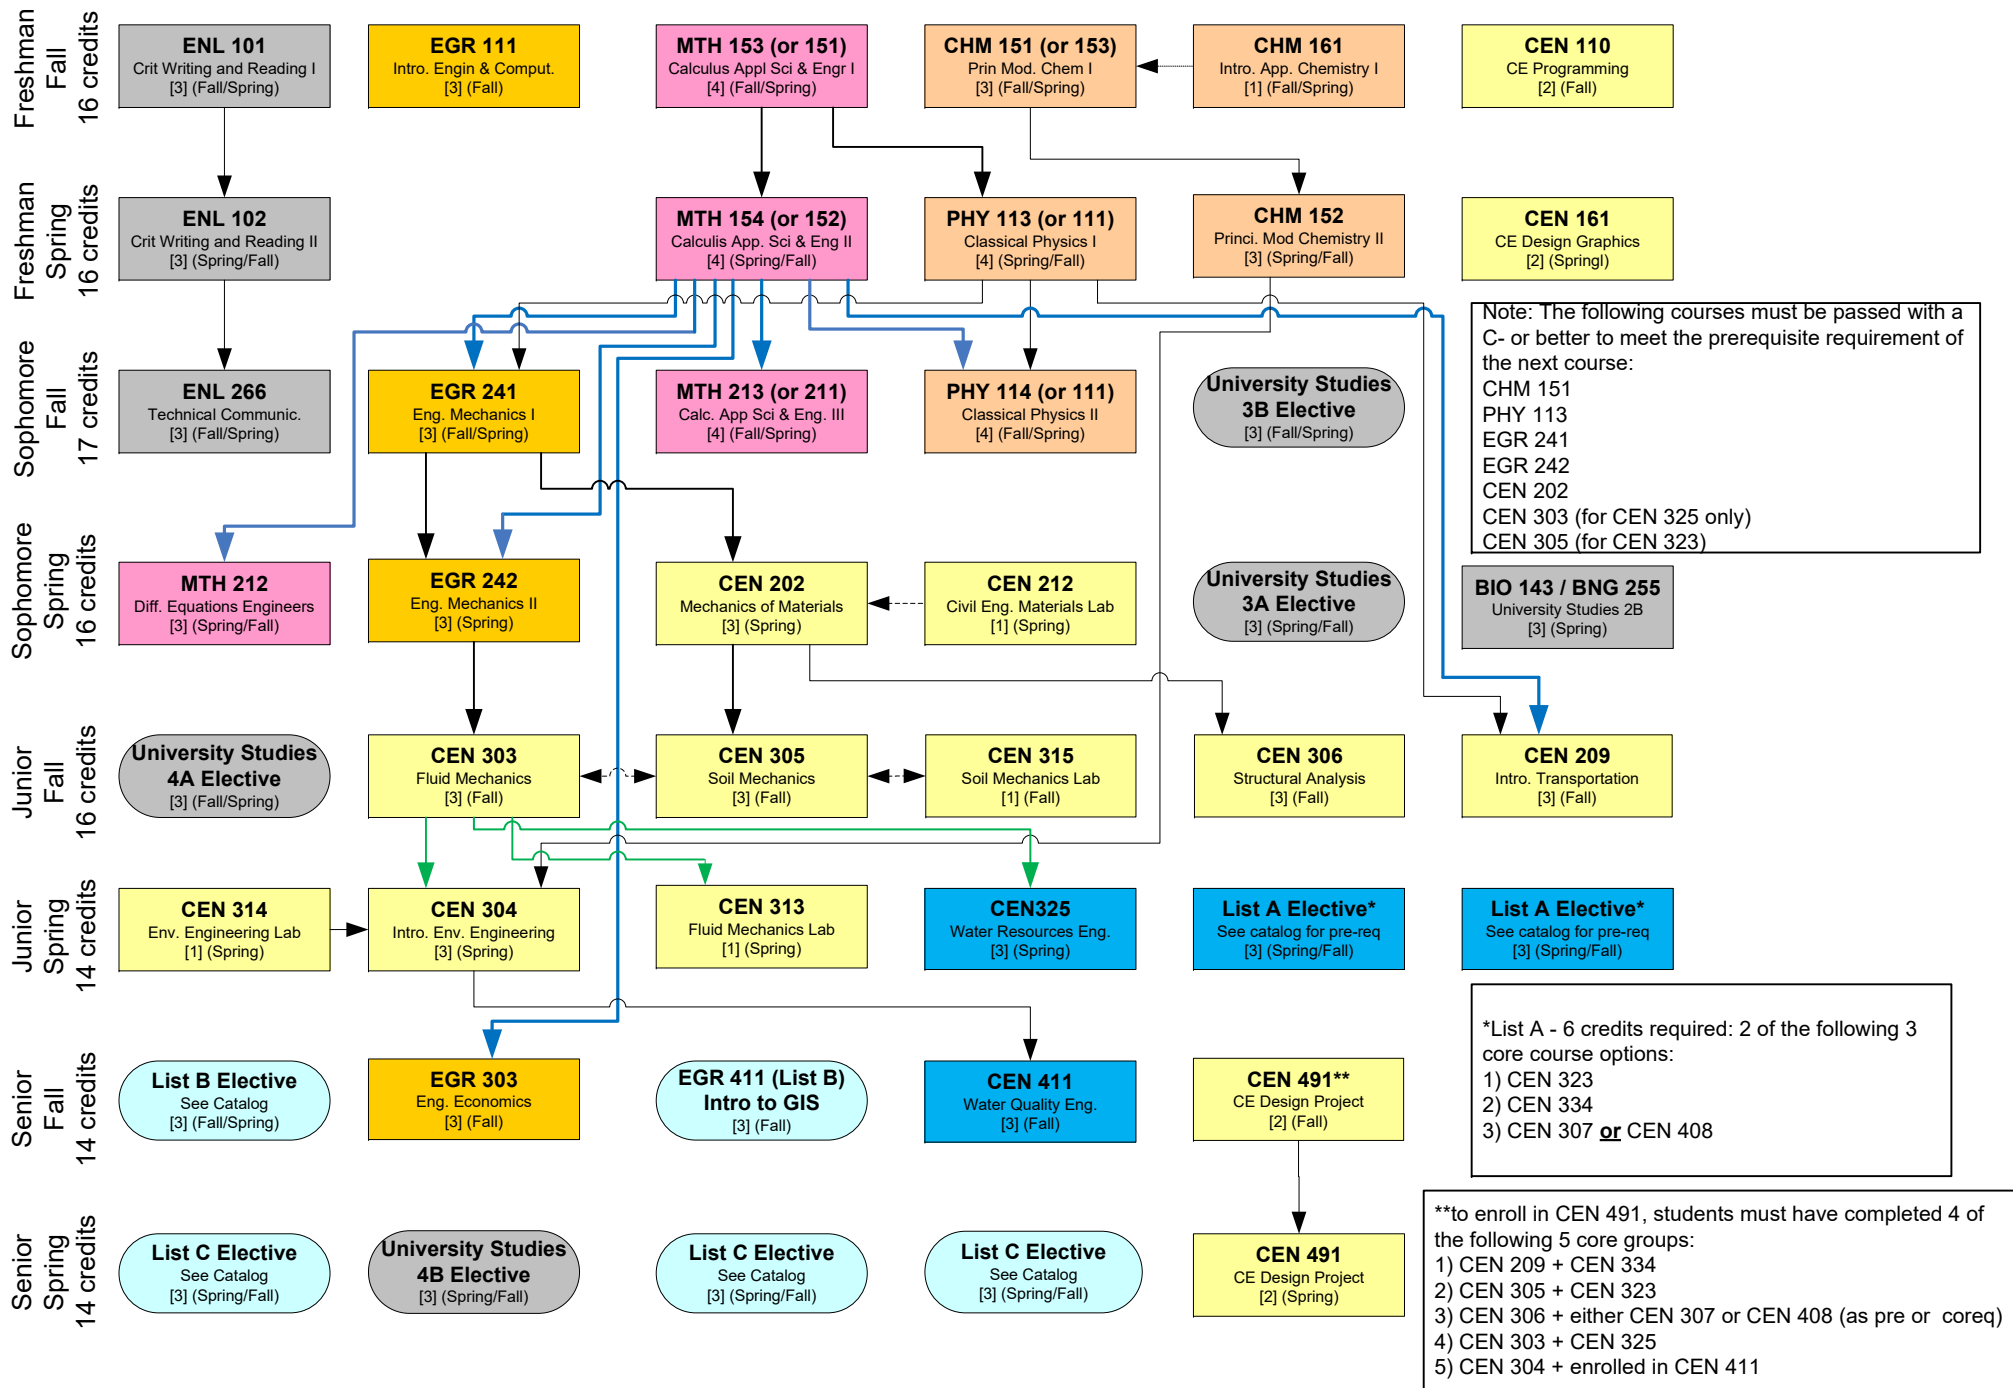 Freshman
Fall
16 credits
ENL 101
Crit Writing and Reading I
[3] (Fall/Spring)
EGR 111
Intro. Engin & Comput.
[3] (Fall)
MTH 153 (or 151)
Calculus Appl Sci & Engr I
[4] (Fall/Spring)
CHM 151 (or 153)
Prin Mod. Chem I
[3] (Fall/Spring)
CHM 161
Intro. App. Chemistry I
[1] (Fall/Spring)
CEN 110
CE Programming
[2] (Fall)
Freshman
Spring
16 credits
ENL 102
Crit Writing and Reading II
[3] (Spring/Fall)
MTH 154 (or 152)
Calculis App. Sci & Eng II
[4] (Spring/Fall)
PHY 113 (or 111)
Classical Physics I
[4] (Spring/Fall)
CHM 152
Princi. Mod Chemistry II
[3] (Spring/Fall)
CEN 161
CE Design Graphics
[2] (Springl)
Note: The following courses must be passed with a
C- or better to meet the prerequisite requirement of
the next course:
CHM 151
PHY 113
EGR 241
EGR 242
CEN 202
CEN 303 (for CEN 325 only)
CEN 305 (for CEN 323)
Sophomore
Fall
17 credits
ENL 266
Technical Communic.
[3] (Fall/Spring)
EGR 241
Eng. Mechanics I
[3] (Fall/Spring)
MTH 213 (or 211)
Calc. App Sci & Eng. III
[4] (Fall/Spring)
PHY 114 (or 111)
Classical Physics II
[4] (Fall/Spring)
University Studies
3B Elective
[3] (Fall/Spring)
Sophomore
Spring
16 credits
MTH 212
Diff. Equations Engineers
[3] (Spring/Fall)
EGR 242
Eng. Mechanics II
[3] (Spring)
CEN 202
Mechanics of Materials
[3] (Spring)
CEN 212
Civil Eng. Materials Lab
[1] (Spring)
University Studies
3A Elective
[3] (Spring/Fall)
BIO 143 / BNG 255
University Studies 2B
[3] (Spring)
Junior
Fall
16 credits
University Studies
4A Elective
[3] (Fall/Spring)
CEN 303
Fluid Mechanics
[3] (Fall)
CEN 305
Soil Mechanics
[3] (Fall)
CEN 315
Soil Mechanics Lab
[1] (Fall)
CEN 306
Structural Analysis
[3] (Fall)
CEN 209
Intro. Transportation
[3] (Fall)
Junior
Spring
14 credits
CEN 314
Env. Engineering Lab
[1] (Spring)
CEN 304
Intro. Env. Engineering
[3] (Spring)
CEN 313
Fluid Mechanics Lab
[1] (Spring)
CEN325
Water Resources Eng.
[3] (Spring)
List A Elective*
See catalog for pre-req
[3] (Spring/Fall)
List A Elective*
See catalog for pre-req
[3] (Spring/Fall)
*List A - 6 credits required: 2 of the following 3
core course options:
1) CEN 323
2) CEN 334
3) CEN 307 or CEN 408
Senior
Fall
14 credits
List B Elective
See Catalog
[3] (Fall/Spring)
EGR 303
Eng. Economics
[3] (Fall)
EGR 411 (List B)
Intro to GIS
[3] (Fall)
CEN 411
Water Quality Eng.
[3] (Fall)
CEN 491**
CE Design Project
[2] (Fall)
Senior
Spring
14 credits
List C Elective
See Catalog
[3] (Spring/Fall)
University Studies
4B Elective
[3] (Spring/Fall)
List C Elective
See Catalog
[3] (Spring/Fall)
List C Elective
See Catalog
[3] (Spring/Fall)
CEN 491
CE Design Project
[2] (Spring)
**to enroll in CEN 491, students must have completed 4 of
the following 5 core groups:
1) CEN 209 + CEN 334
2) CEN 305 + CEN 323
3) CEN 306 + either CEN 307 or CEN 408 (as pre or coreq)
4) CEN 303 + CEN 325
5) CEN 304 + enrolled in CEN 411